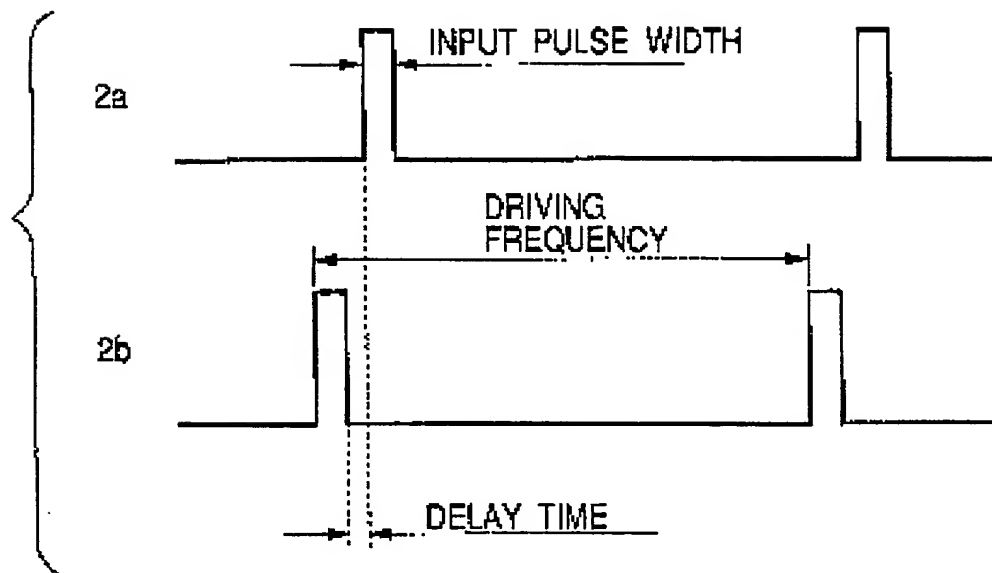 INPUT PULSE WIDTH
2a
DRIVING
FREQUENCY
2b
DELAY TIME